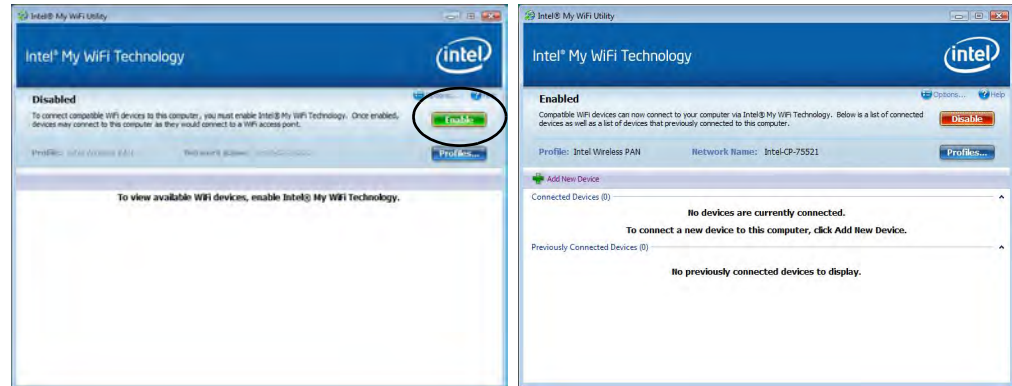 Intel® My WiFi Utility
Intel® My WiFi Technology
intel
Disabled
To connect compatible WiFi devices to this computer, you must enable Intel® My WiFi Technology. Once enabled,
devices may connect to this computer as they would connect to a WiFi access point.
Enable
Profile:
Profiles...
To view available WiFi devices, enable Intel® My WiFi Technology.
Intel® My WiFi Utility
Intel® My WiFi Technology
intel
Options... Help
Enabled
Compatible WiFi devices can now connect to your computer via Intel® My WiFi Technology. Below is a list of connected
devices as well as a list of devices that previously connected to this computer.
Disable
Profile: Intel Wireless PAN Network Name: Intel-CP-75521
Profiles...
Add New Device
Connected Devices (0)
No devices are currently connected.
To connect a new device to this computer, click Add New Device.
Previously Connected Devices (0)
No previously connected devices to display.